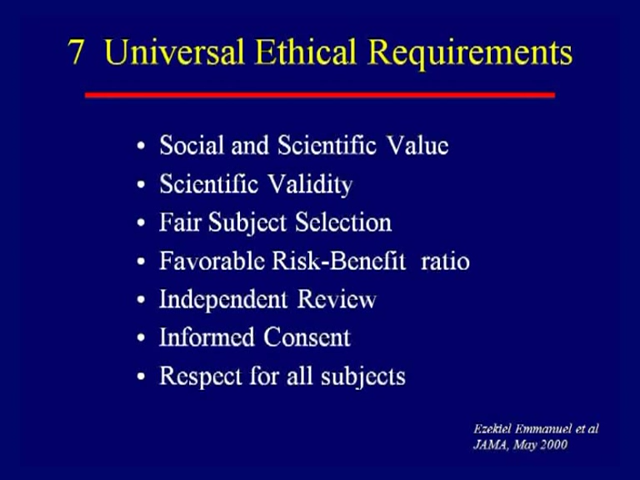 7 Universal Ethical Requirements
• Social and Scientific Value
• Scientific Validity
• Fair Subject Selection
• Favorable Risk-Benefit ratio
• Independent Review
• Informed Consent
• Respect for all subjects
Ezekiel Emmanuel et al
JAMA, May 2000